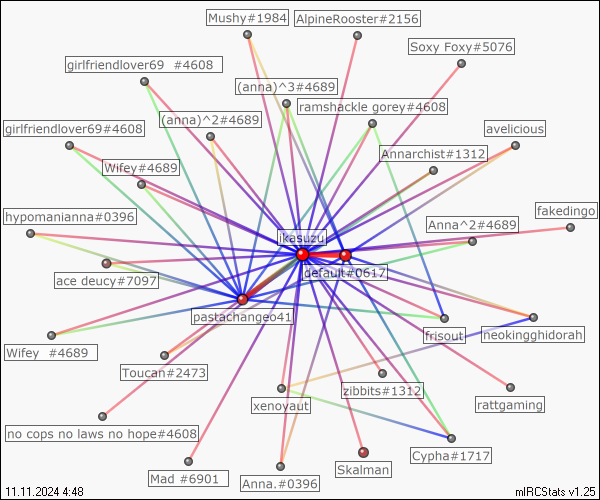 Mushy#1984
AlpineRooster#2156
Soxy Foxy#5076
girlfriendlover69 #4608
(anna)^3#4689
ramshackle gorey#4608
(anna)^2#4689
girlfriendlover69#4608
avelicious
Annarchist#1312
Wifey#4689
hypomanianna#0396
fakedingo
Anna^2#4689
ikasuzu
default#0617
ace deucy#7097
pastachangeo41
frisout
neokingghidorah
Wifey #4689
Toucan#2473
zibbits#1312
xenoyaut
rattgaming
no cops no laws no hope#4608
Cypha#1717
Skalman
Mad #6901
Anna.#0396
11.11.2024 4:48
mIRCStats v1.25